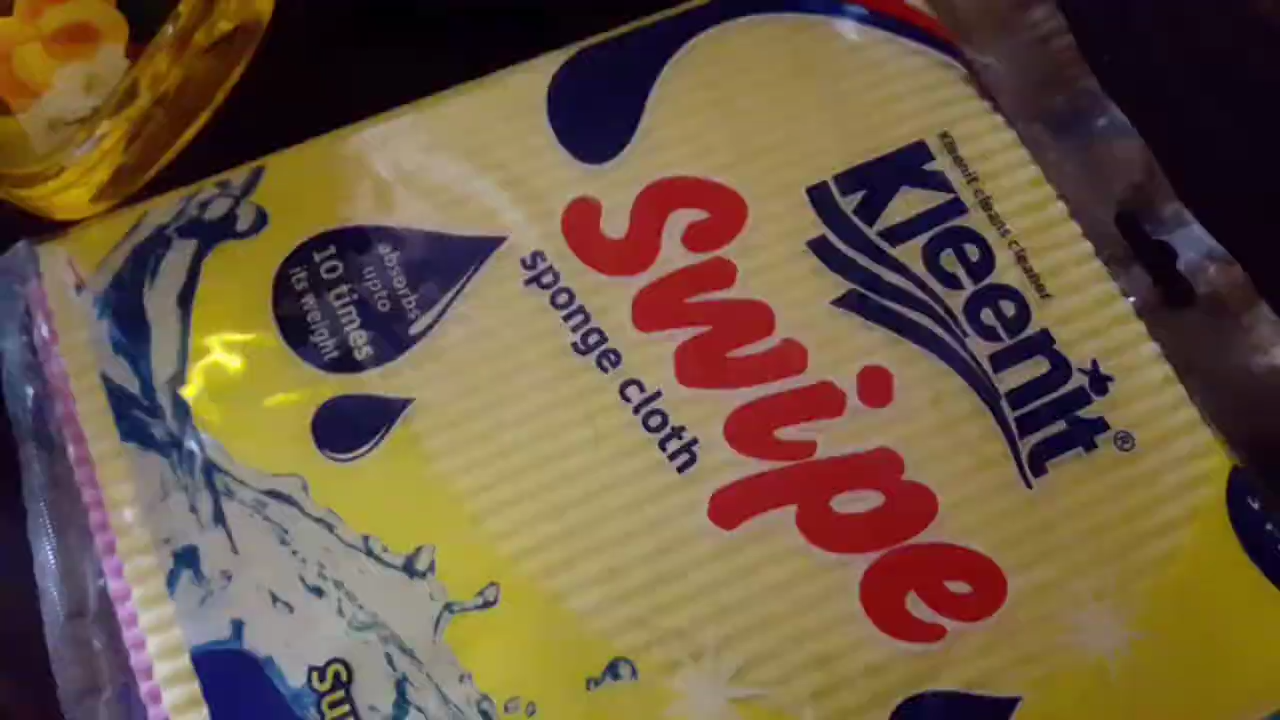 Kleenit cleans cleaner
Kleenit®
swipe
sponge cloth
absorbs
upto
10 times
its weight